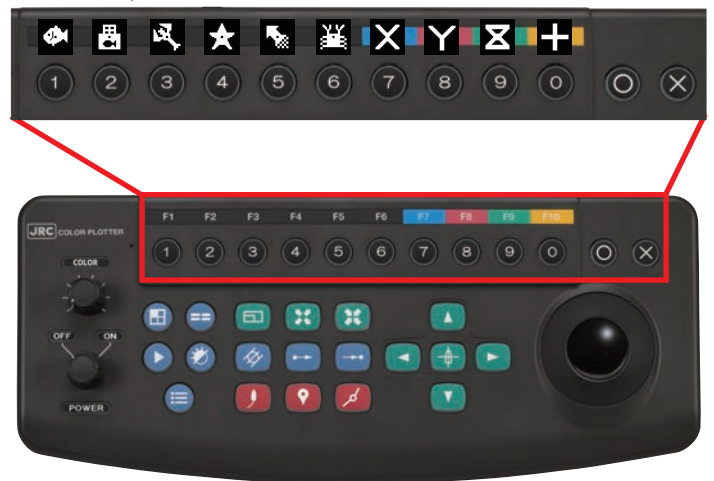 1 2 3 4 5 6 7 8 9 0
F1 F2 F3 F4 F5 F6 F7 F8 F9 F10
JRC COLOR PLOTTER
1 2 3 4 5 6 7 8 9 0
COLOR
OFF ON
POWER